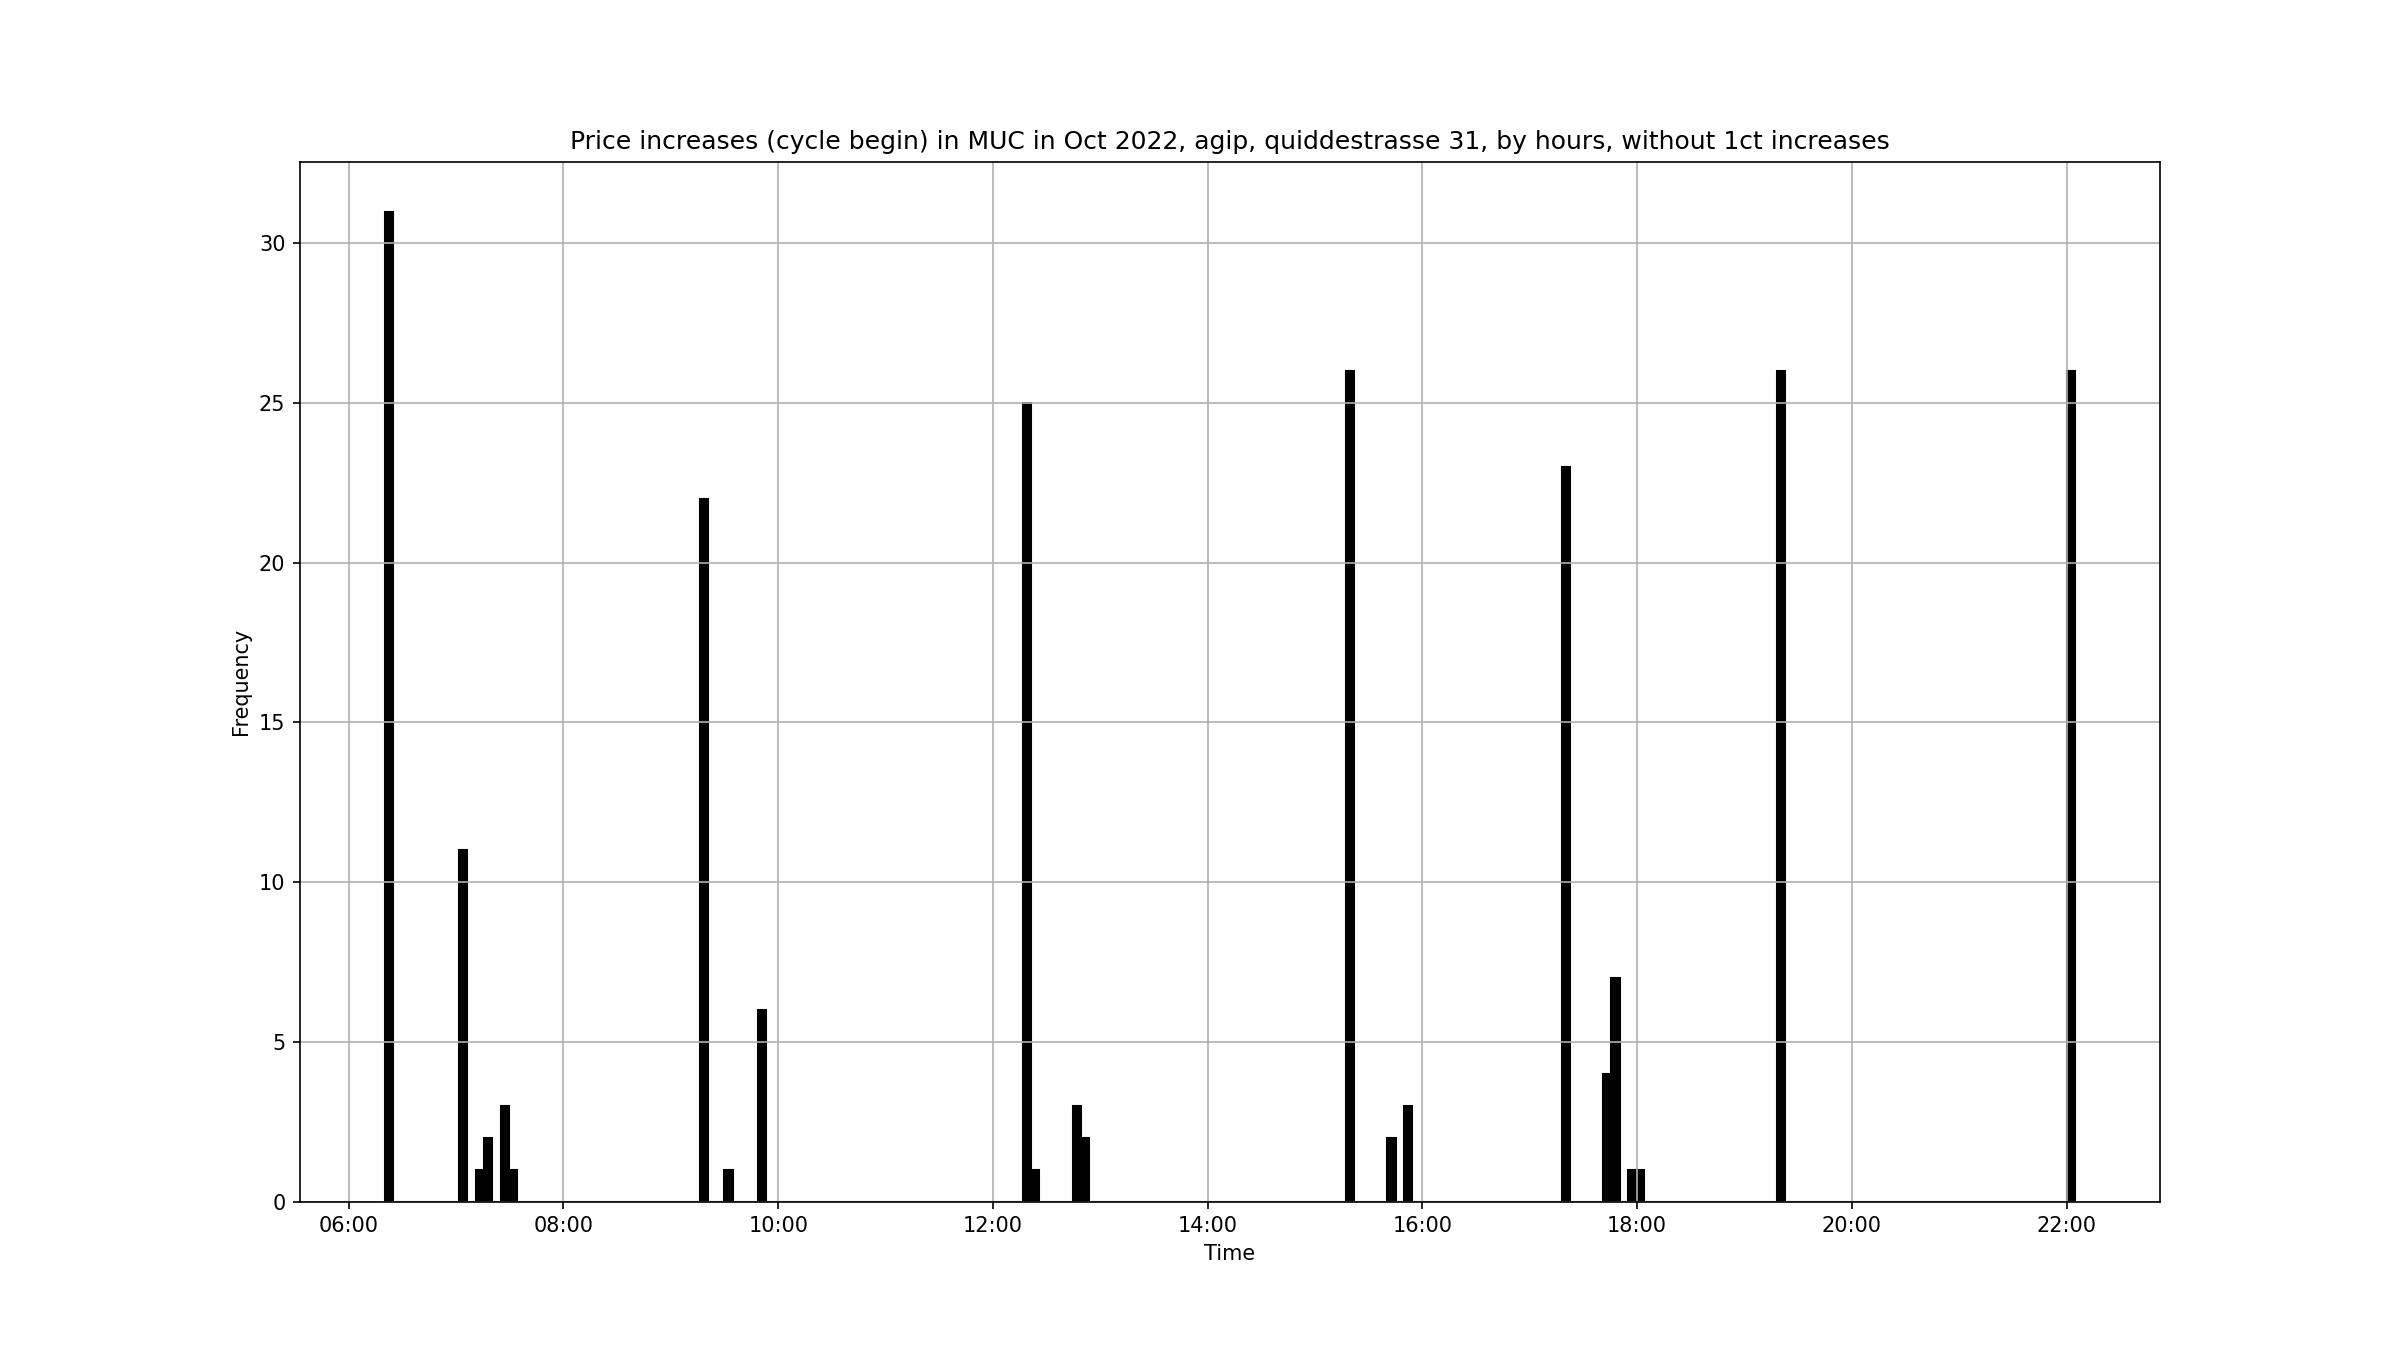 Price increases (cycle begin) in MUC in Oct 2022, agip, quiddestrasse 31, by hours, without 1ct increases
30
25
20
15
10
5
0
Frequency
06:00 08:00 10:00 12:00 14:00 16:00 18:00 20:00 22:00
Time